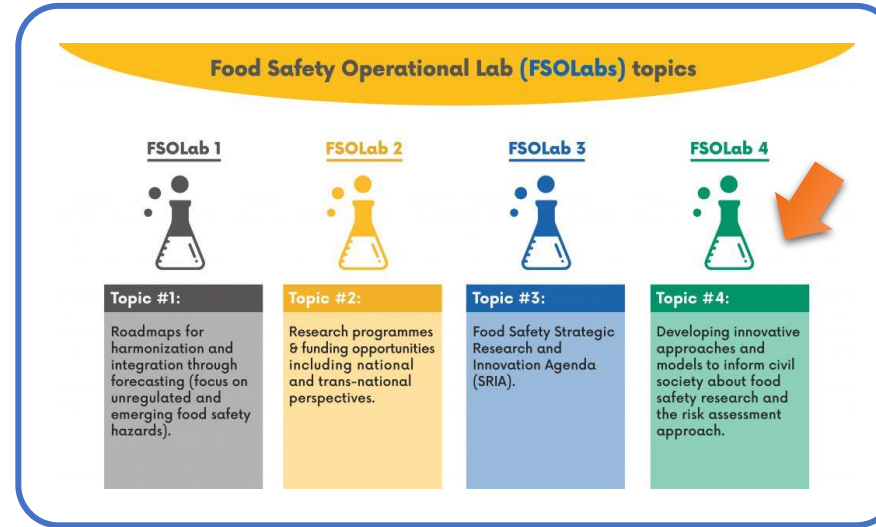 Food Safety Operational Lab (FSOLabs) topics
FSOLab 1
FSOLab 2
FSOLab 3
FSOLab 4
Topic #1:
Roadmaps for
harmonization and
integration through
forecasting (focus on
unregulated and
emerging food safety
hazards).
Topic #2:
Research programmes
& funding opportunities
including national
and trans-national
perspectives.
Topic #3:
Food Safety Strategic
Research and
Innovation Agenda
(SRIA).
Topic #4:
Developing innovative
approaches and
models to inform civil
society about food
safety research and
the risk assessment
approach.